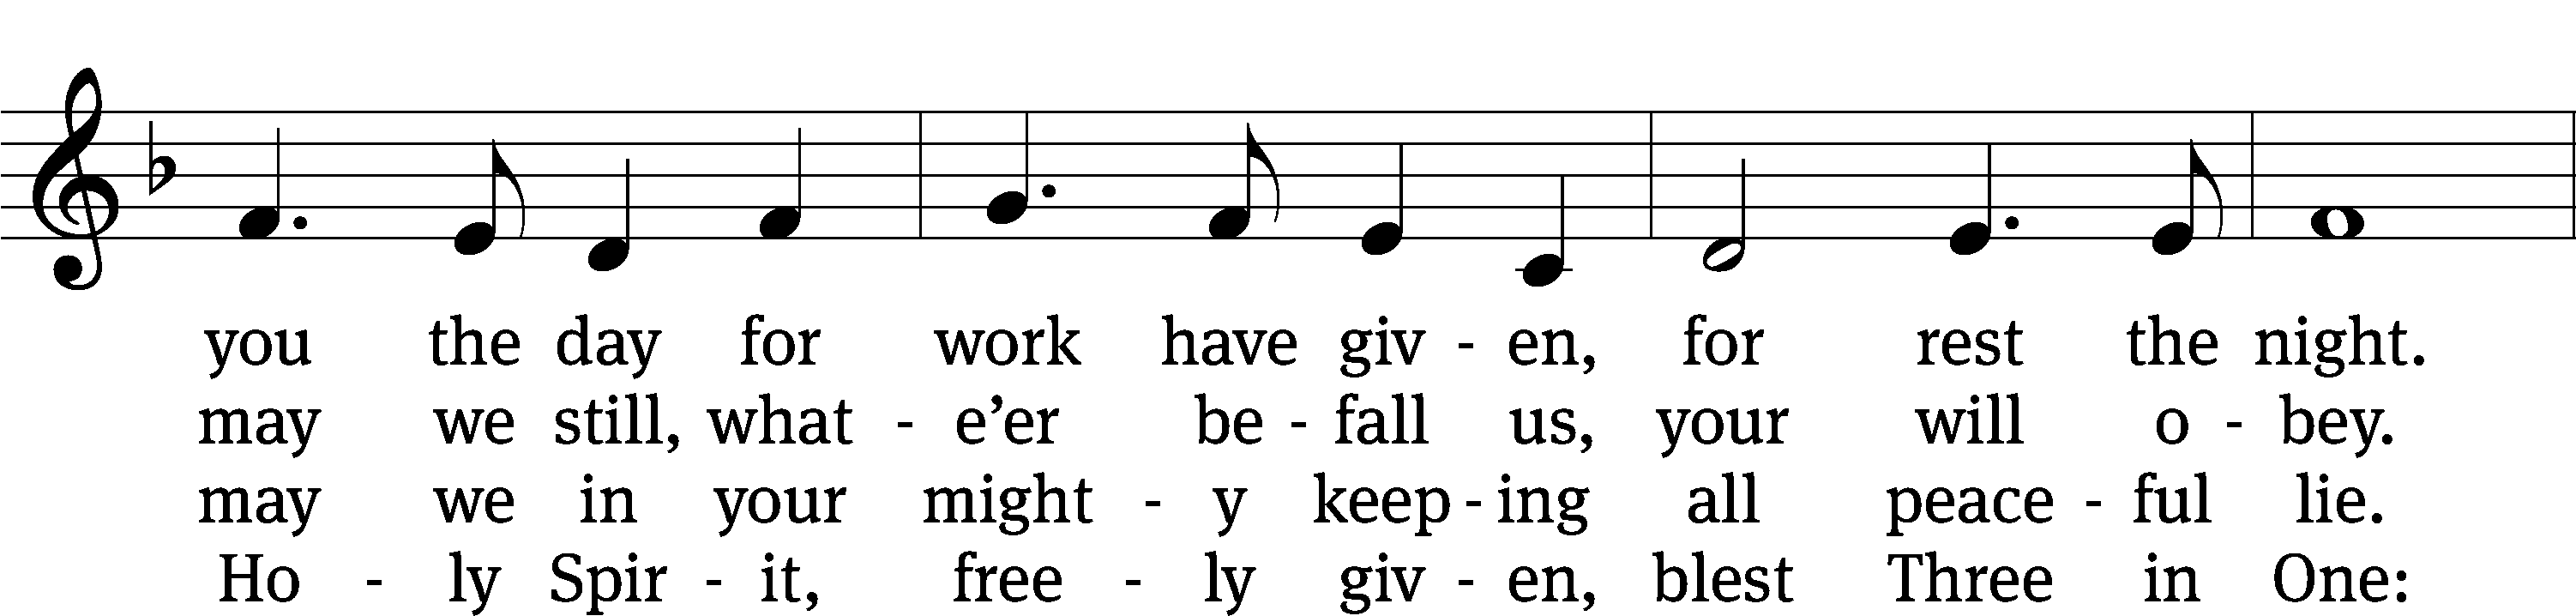 you the day for work have giv - en, for rest the night.
may we still, what - e’er be - fall us, your will o - bey.
may we in your might - y keep - ing all peace - ful lie.
Ho - ly Spir - it, free - ly giv - en, blest Three in One: